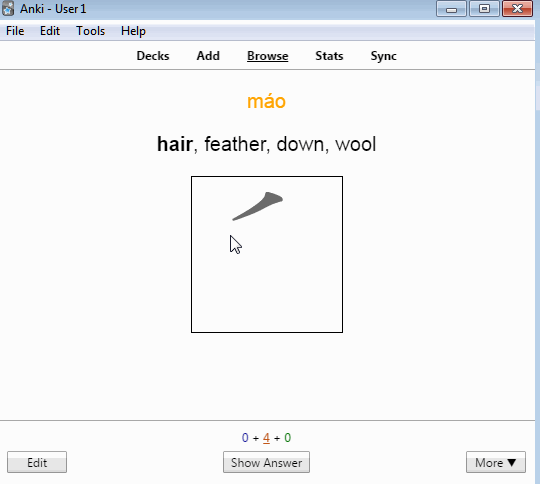 Anki - User 1
File Edit Tools Help
Decks Add Browse Stats Sync
máo
hair, feather, down, wool
0 + 4 + 0
Edit Show Answer More ▼